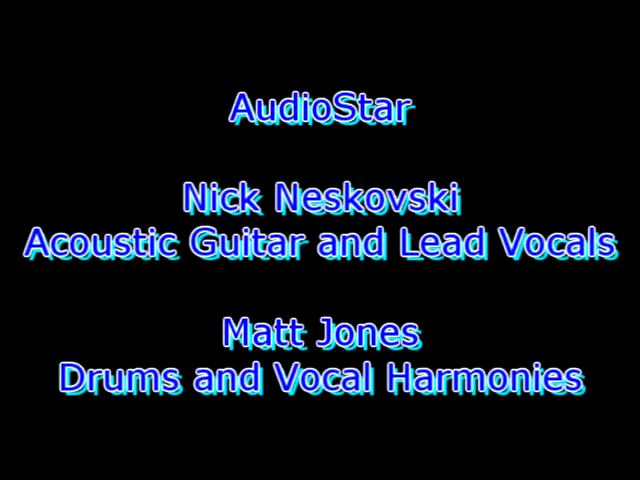 AudioStar
Nick Neskovski
Acoustic Guitar and Lead Vocals
Matt Jones
Drums and Vocal Harmonies